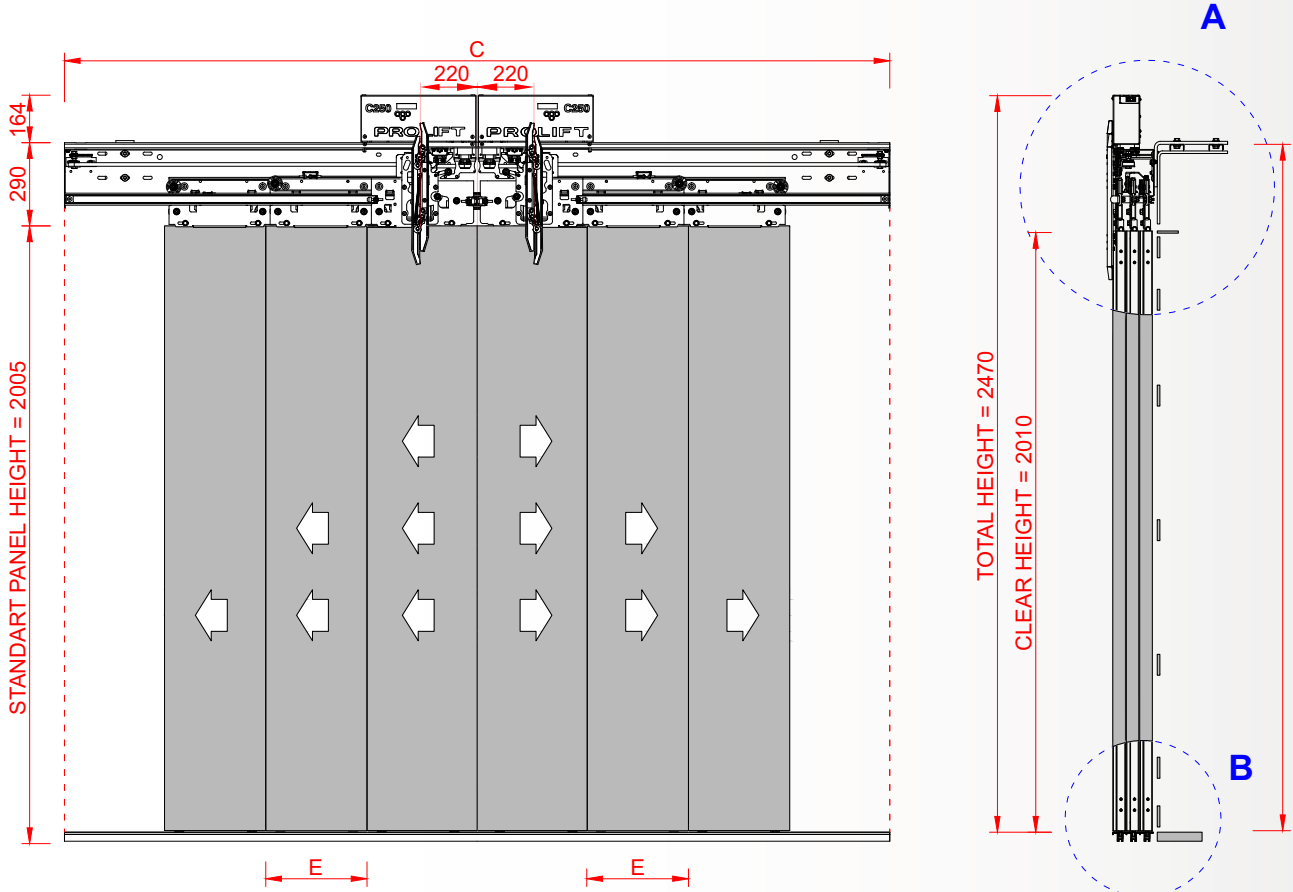 A
C
220
220
C250
C250
PROLIFT
PROLIFT
164
290
STANDART PANEL HEIGHT = 2005
TOTAL HEIGHT = 2470
CLEAR HEIGHT = 2010
B
E
E